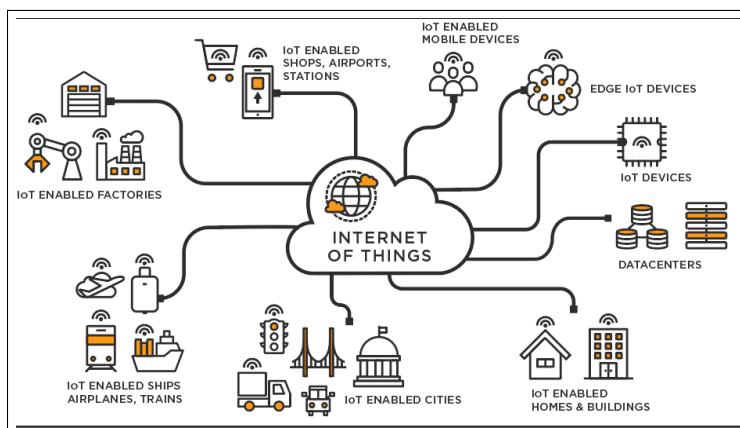 IoT ENABLED
SHOPS, AIRPORTS,
STATIONS
IoT ENABLED
MOBILE DEVICES
EDGE IoT DEVICES
IoT DEVICES
IoT ENABLED FACTORIES
INTERNET
OF THINGS
DATACENTERS
IoT ENABLED SHIPS
AIRPLANES, TRAINS
IoT ENABLED CITIES
IoT ENABLED
HOMES & BUILDINGS